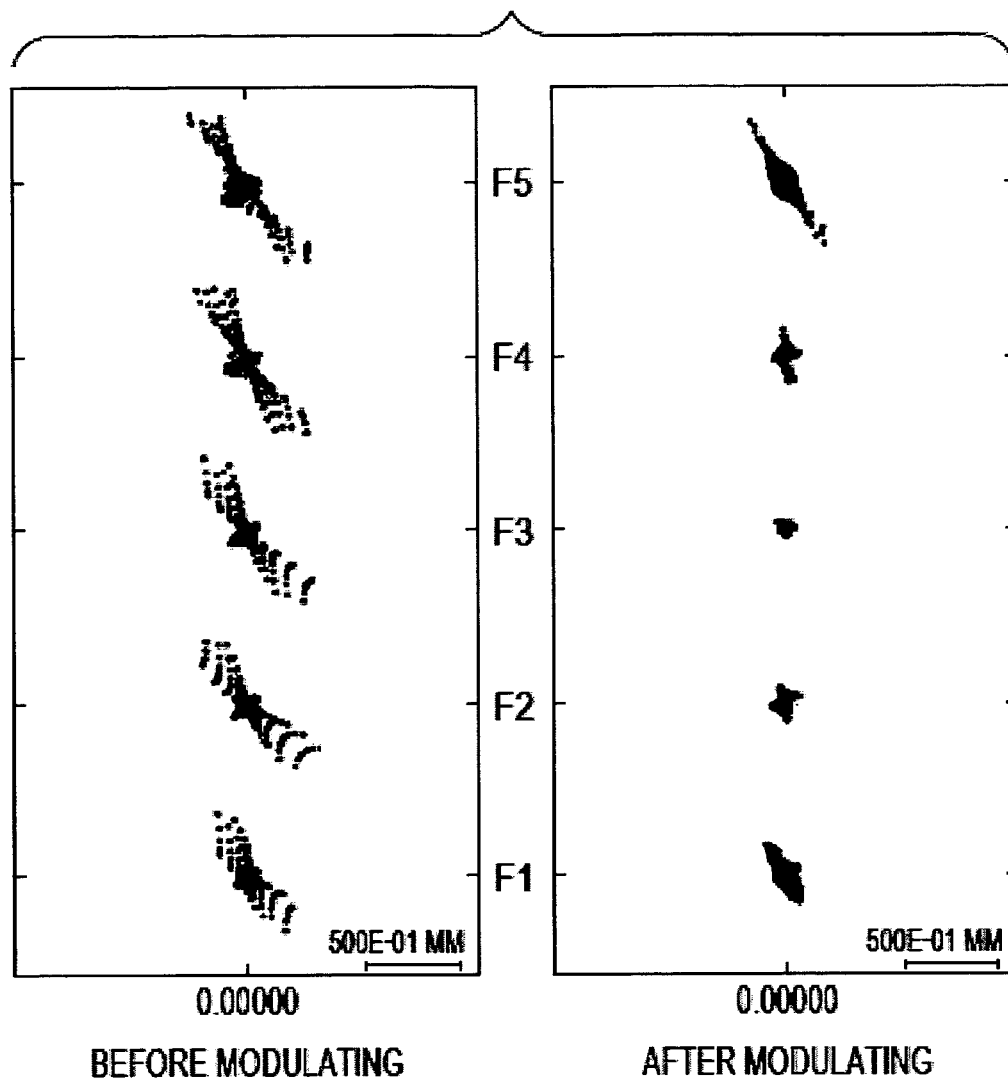 F5
F4
F3
F2
F1
500E-01 MM
500E-01 MM
0.00000
0.00000
BEFORE MODULATING
AFTER MODULATING